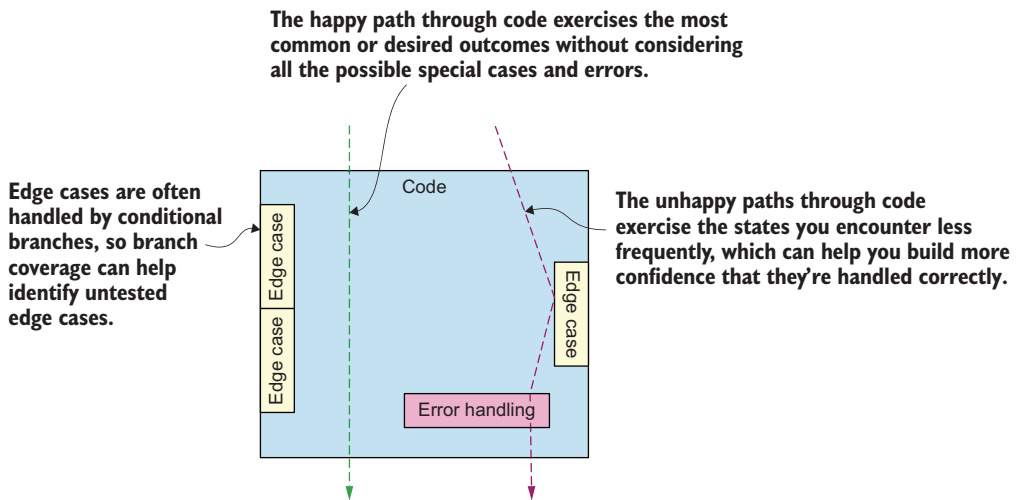 The happy path through code exercises the most
common or desired outcomes without considering
all the possible special cases and errors.
Code
Edge cases are often
handled by conditional
branches, so branch
coverage can help
identify untested
edge cases.
Edge case
Edge case
The unhappy paths through code
exercise the states you encounter less
frequently, which can help you build more
confidence that they're handled correctly.
Edge case
Error handling